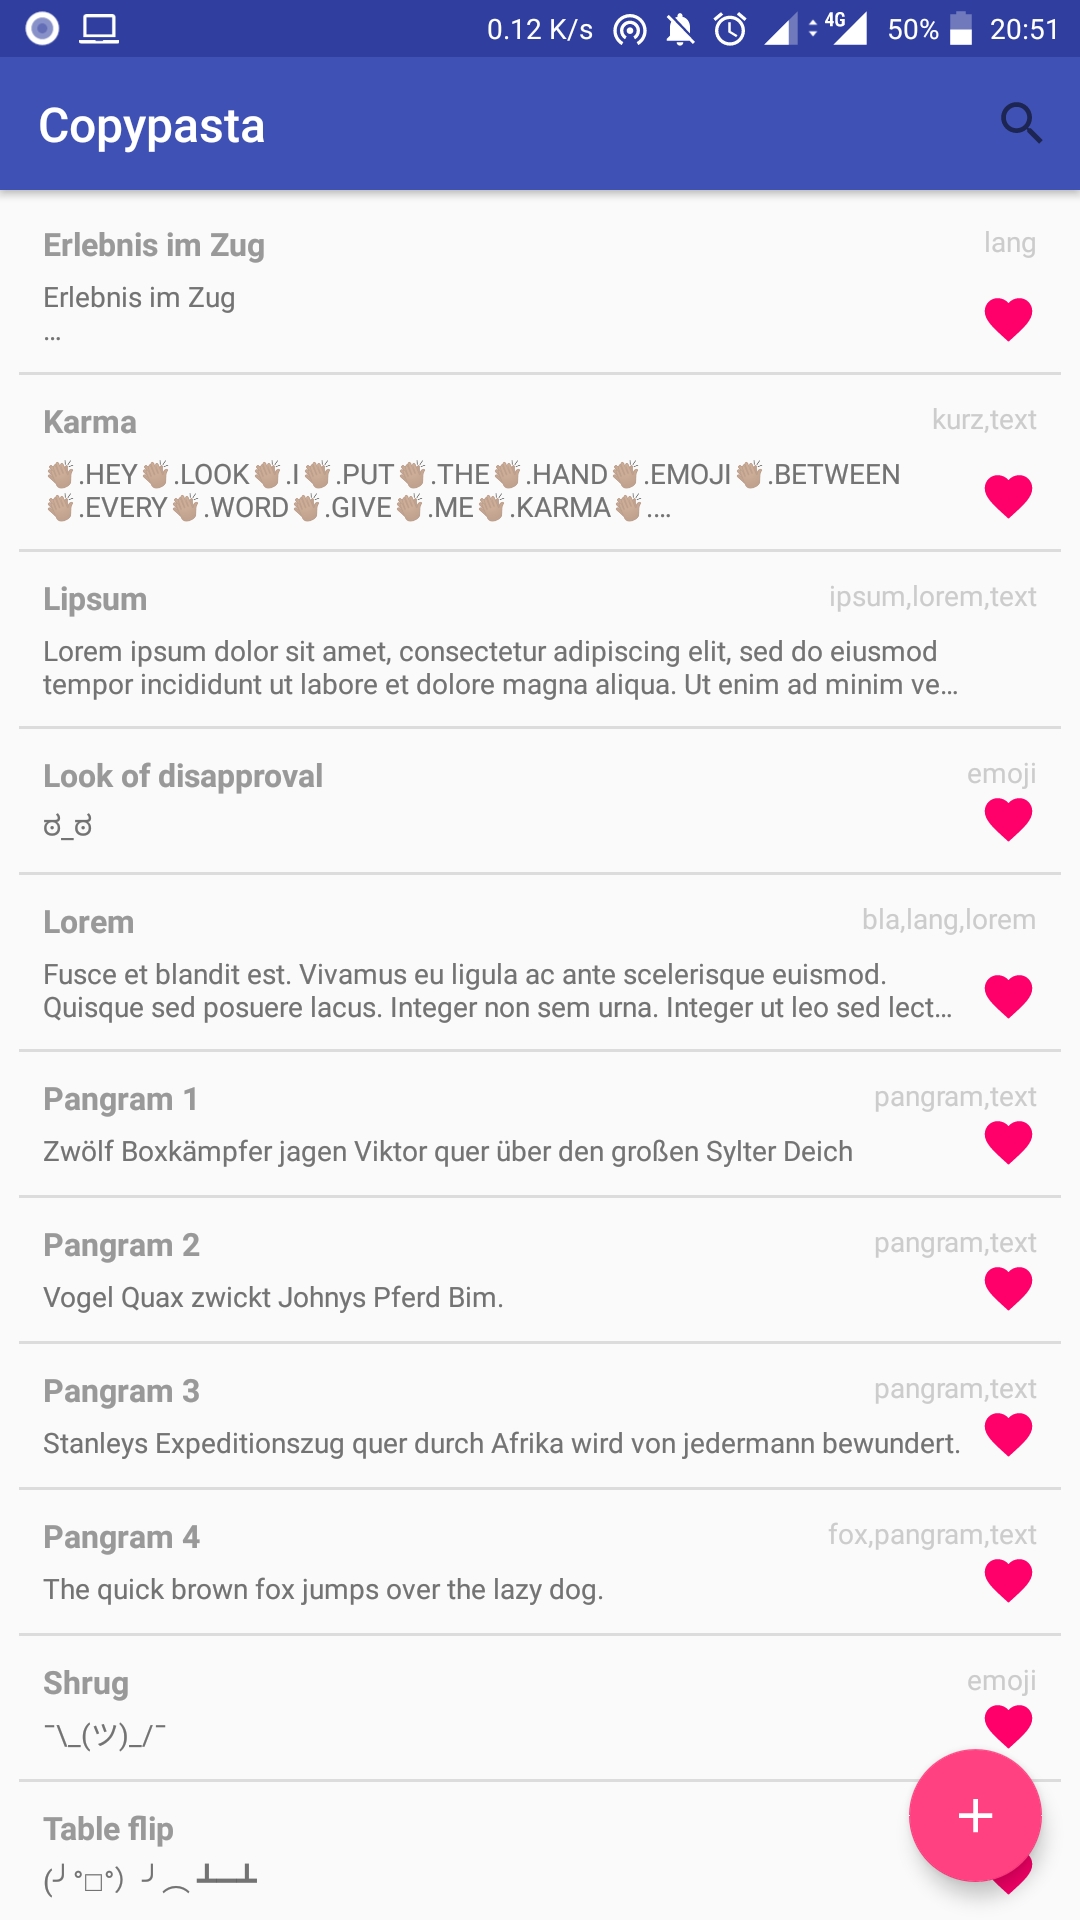 0.12 K/s 4G 50% 20:51
Copypasta
Erlebnis im Zug lang
Erlebnis im Zug
...
Karma kurz,text
👏🏽.HEY👏🏽.LOOK👏🏽.I👏🏽.PUT👏🏽.THE👏🏽.HAND👏🏽.EMOJI👏🏽.BETWEEN
👏🏽.EVERY👏🏽.WORD👏🏽.GIVE👏🏽.ME👏🏽.KARMA👏🏽....
Lipsum ipsum,lorem,text
Lorem ipsum dolor sit amet, consectetur adipiscing elit, sed do eiusmod
tempor incididunt ut labore et dolore magna aliqua. Ut enim ad minim ve...
Look of disapproval emoji
ಠ_ಠ
Lorem bla,lang,lorem
Fusce et blandit est. Vivamus eu ligula ac ante scelerisque euismod.
Quisque sed posuere lacus. Integer non sem urna. Integer ut leo sed lect...
Pangram 1 pangram,text
Zwölf Boxkämpfer jagen Viktor quer über den großen Sylter Deich
Pangram 2 pangram,text
Vogel Quax zwickt Johnys Pferd Bim.
Pangram 3 pangram,text
Stanleys Expeditionszug quer durch Afrika wird von jedermann bewundert.
Pangram 4 fox,pangram,text
The quick brown fox jumps over the lazy dog.
Shrug emoji
¯\_(ツ)_/¯
Table flip
(╯°□°）╯︵ ┻━┻